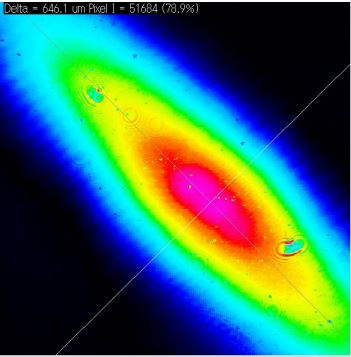 Delta = 646.1 um Pixel I = 51684 (78.9%)